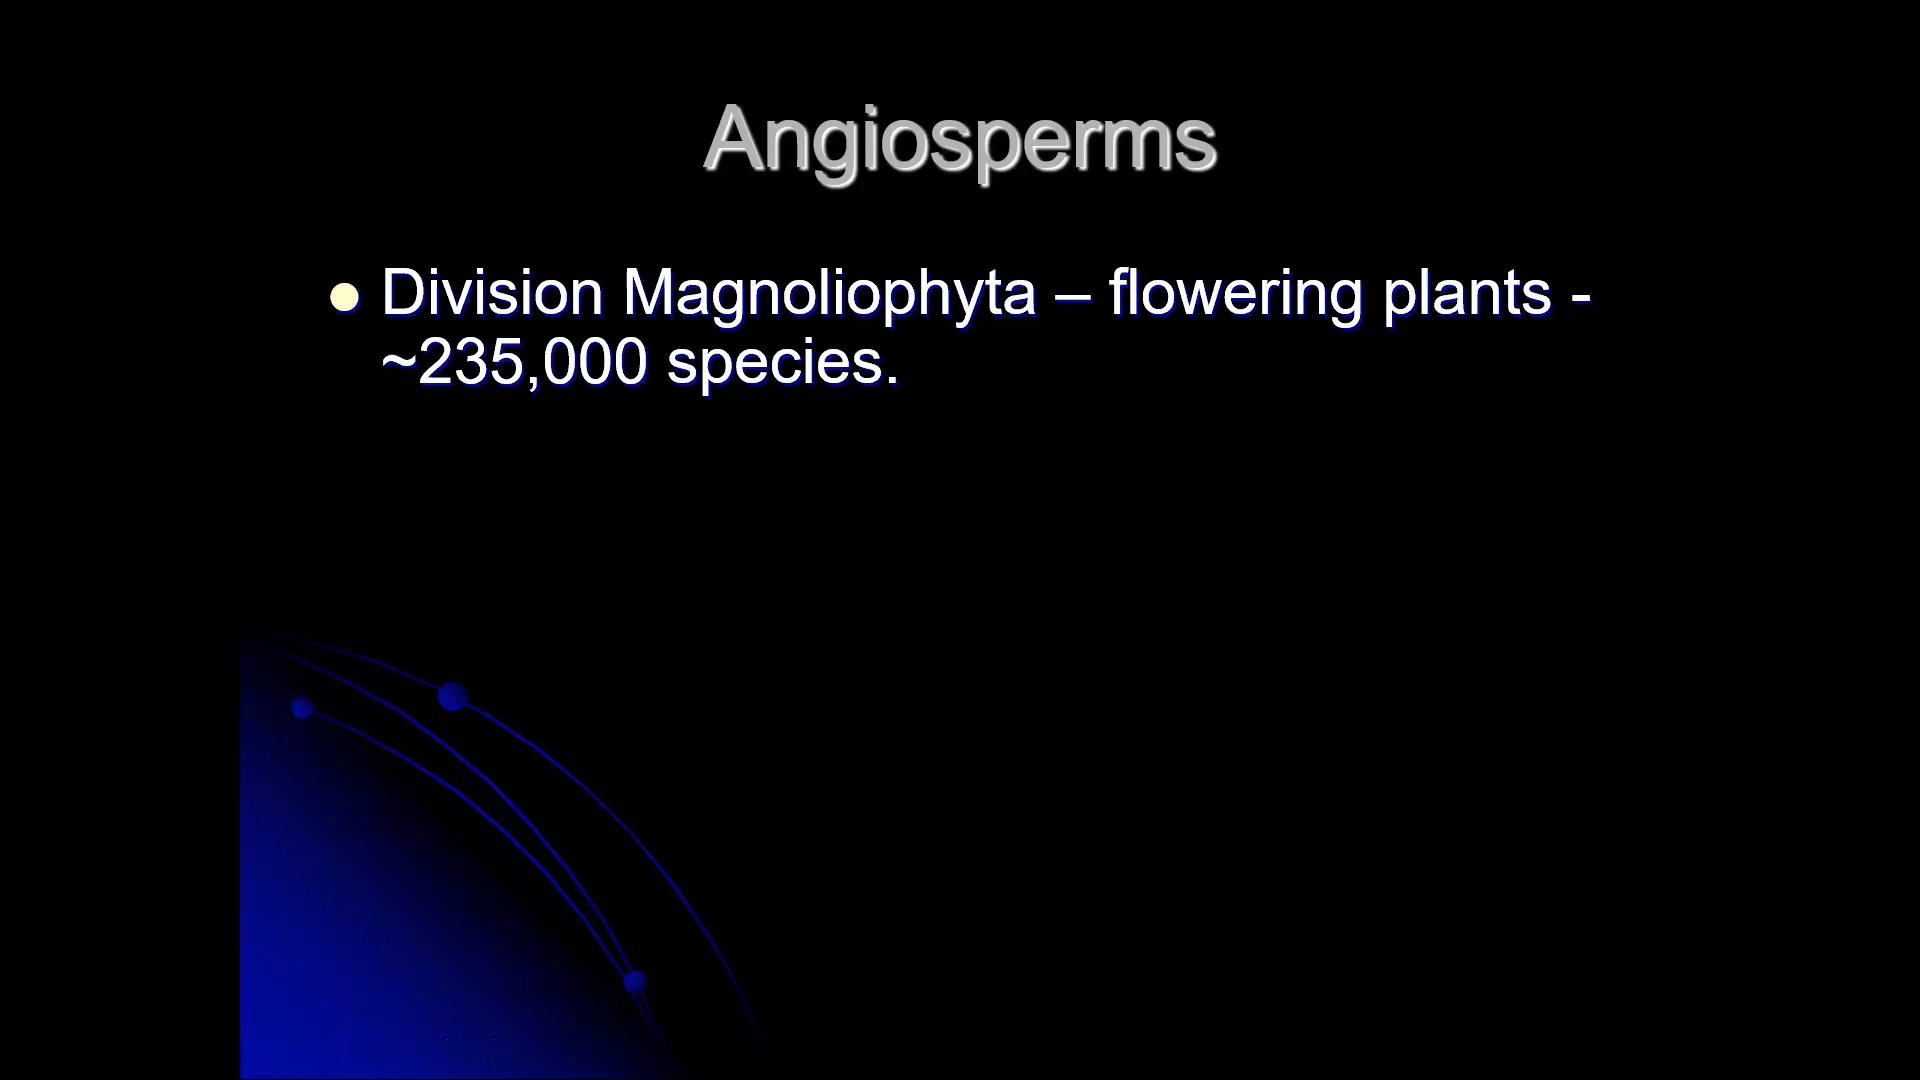 Angiosperms
● Division Magnoliophyta – flowering plants -
~235,000 species.